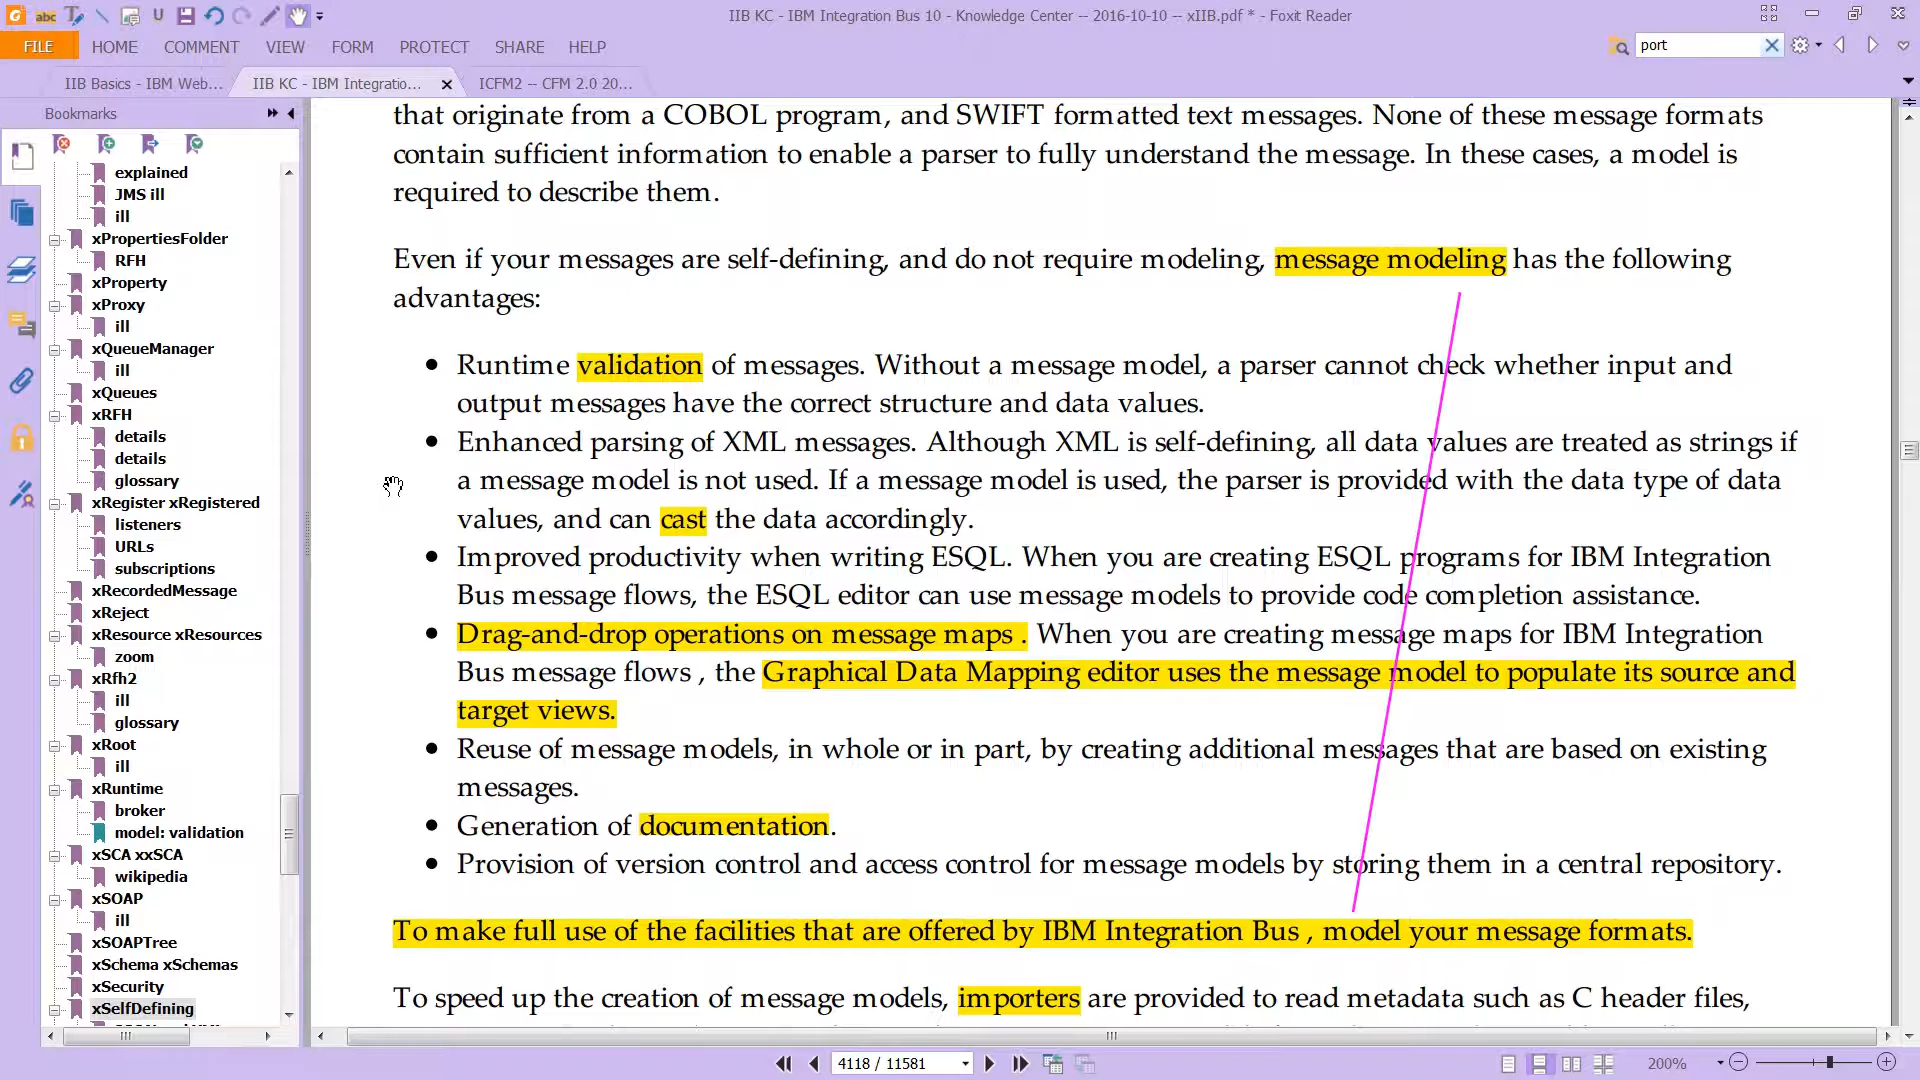 IIB KC - IBM Integration Bus 10 - Knowledge Center -- 2016-10-10 -- xIIB.pdf * - Foxit Reader
FILE HOME COMMENT VIEW FORM PROTECT SHARE HELP
port
IIB Basics - IBM Web... IIB KC - IBM Integratio... ICFM2 -- CFM 2.0 20...
Bookmarks
explained
JMS ill
ill
xPropertiesFolder
RFH
xProperty
xProxy
ill
xQueueManager
ill
xQueues
xRFH
details
details
glossary
xRegister xRegistered
listeners
URLs
subscriptions
xRecordedMessage
xReject
xResource xResources
zoom
xRfh2
ill
glossary
xRoot
ill
xRuntime
broker
model: validation
xSCA xxSCA
wikipedia
xSOAP
ill
xSOAPTree
xSchema xSchemas
xSecurity
xSelfDefining
that originate from a COBOL program, and SWIFT formatted text messages. None of these message formats
contain sufficient information to enable a parser to fully understand the message. In these cases, a model is
required to describe them.
Even if your messages are self-defining, and do not require modeling, message modeling has the following
advantages:
• Runtime validation of messages. Without a message model, a parser cannot check whether input and
output messages have the correct structure and data values.
• Enhanced parsing of XML messages. Although XML is self-defining, all data values are treated as strings if
a message model is not used. If a message model is used, the parser is provided with the data type of data
values, and can cast the data accordingly.
• Improved productivity when writing ESQL. When you are creating ESQL programs for IBM Integration
Bus message flows, the ESQL editor can use message models to provide code completion assistance.
• Drag-and-drop operations on message maps . When you are creating message maps for IBM Integration
Bus message flows , the Graphical Data Mapping editor uses the message model to populate its source and
target views.
• Reuse of message models, in whole or in part, by creating additional messages that are based on existing
messages.
• Generation of documentation.
• Provision of version control and access control for message models by storing them in a central repository.
To make full use of the facilities that are offered by IBM Integration Bus , model your message formats.
To speed up the creation of message models, importers are provided to read metadata such as C header files,
4118 / 11581
200%